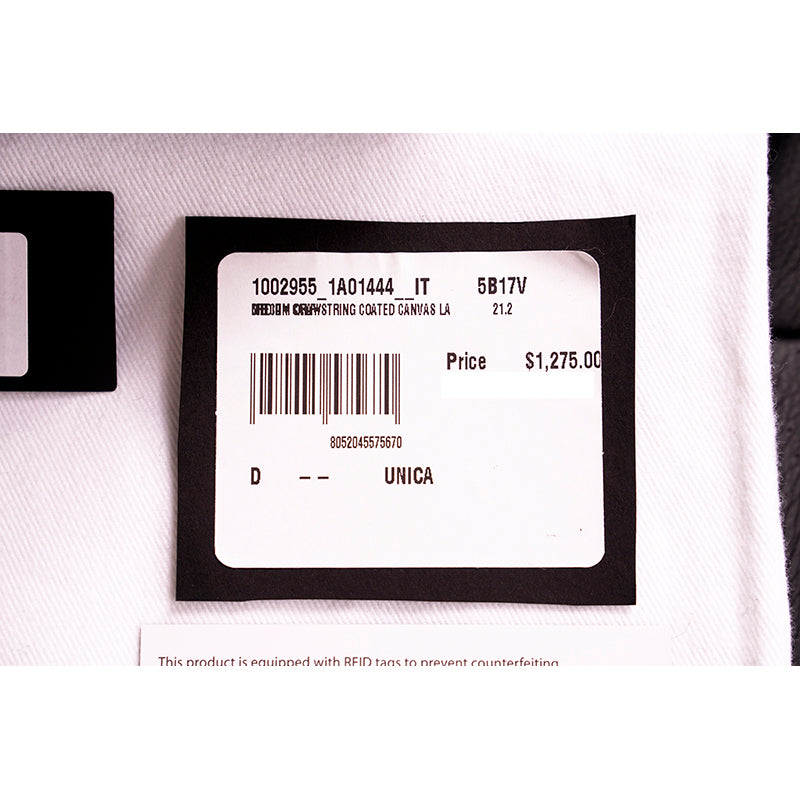 1002955_1A01444__IT 5B17V
DRAWSTRING COATED CANVAS LA 21.2
Price $1,275.00
8052045575670
D – – UNICA
This product is equipped with RFID tags to prevent counterfeiting